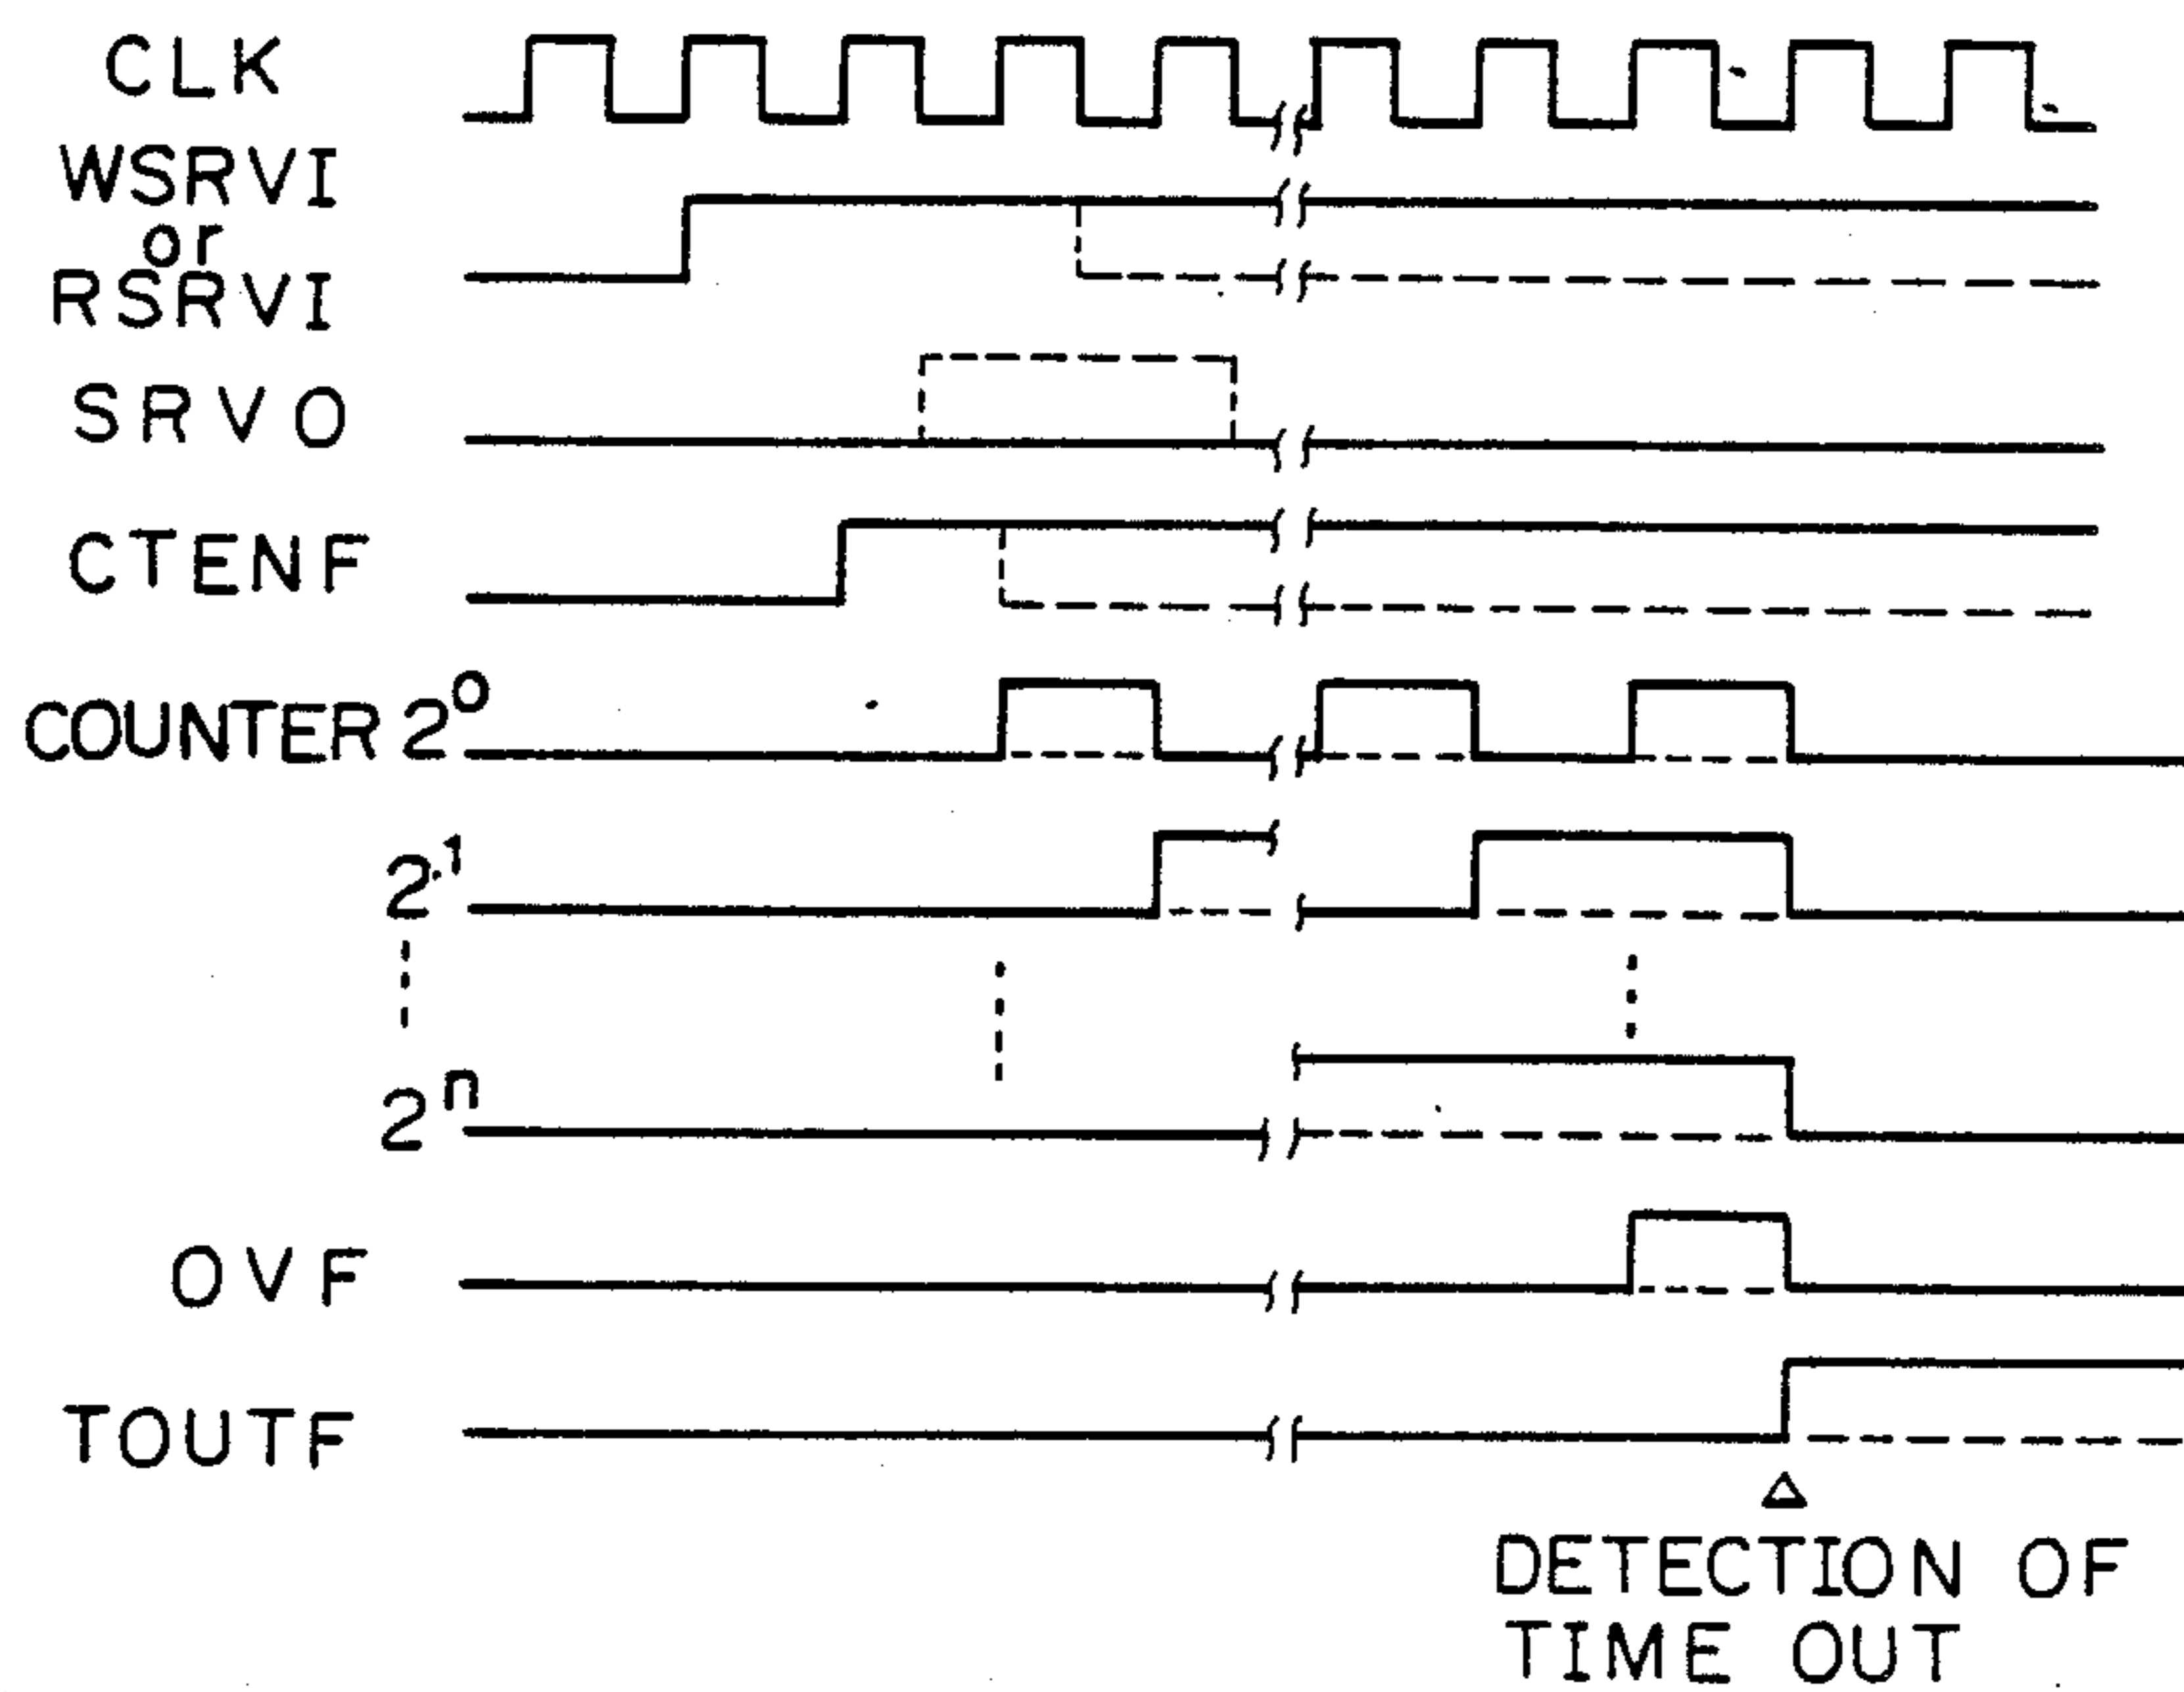 CLK
WSRVI
or
RSRVI
SRVO
CTENF
COUNTER 2⁰
2¹
2ⁿ
OVF
TOUTF
DETECTION OF
TIME OUT